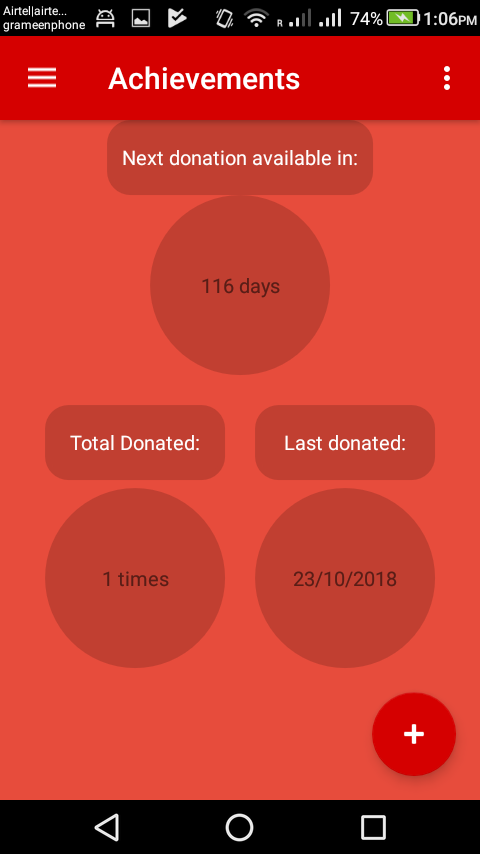 Airtel|airte...
grameenphone
R
74%
1:06PM
Achievements
Next donation available in:
116 days
Total Donated:
Last donated:
1 times
23/10/2018